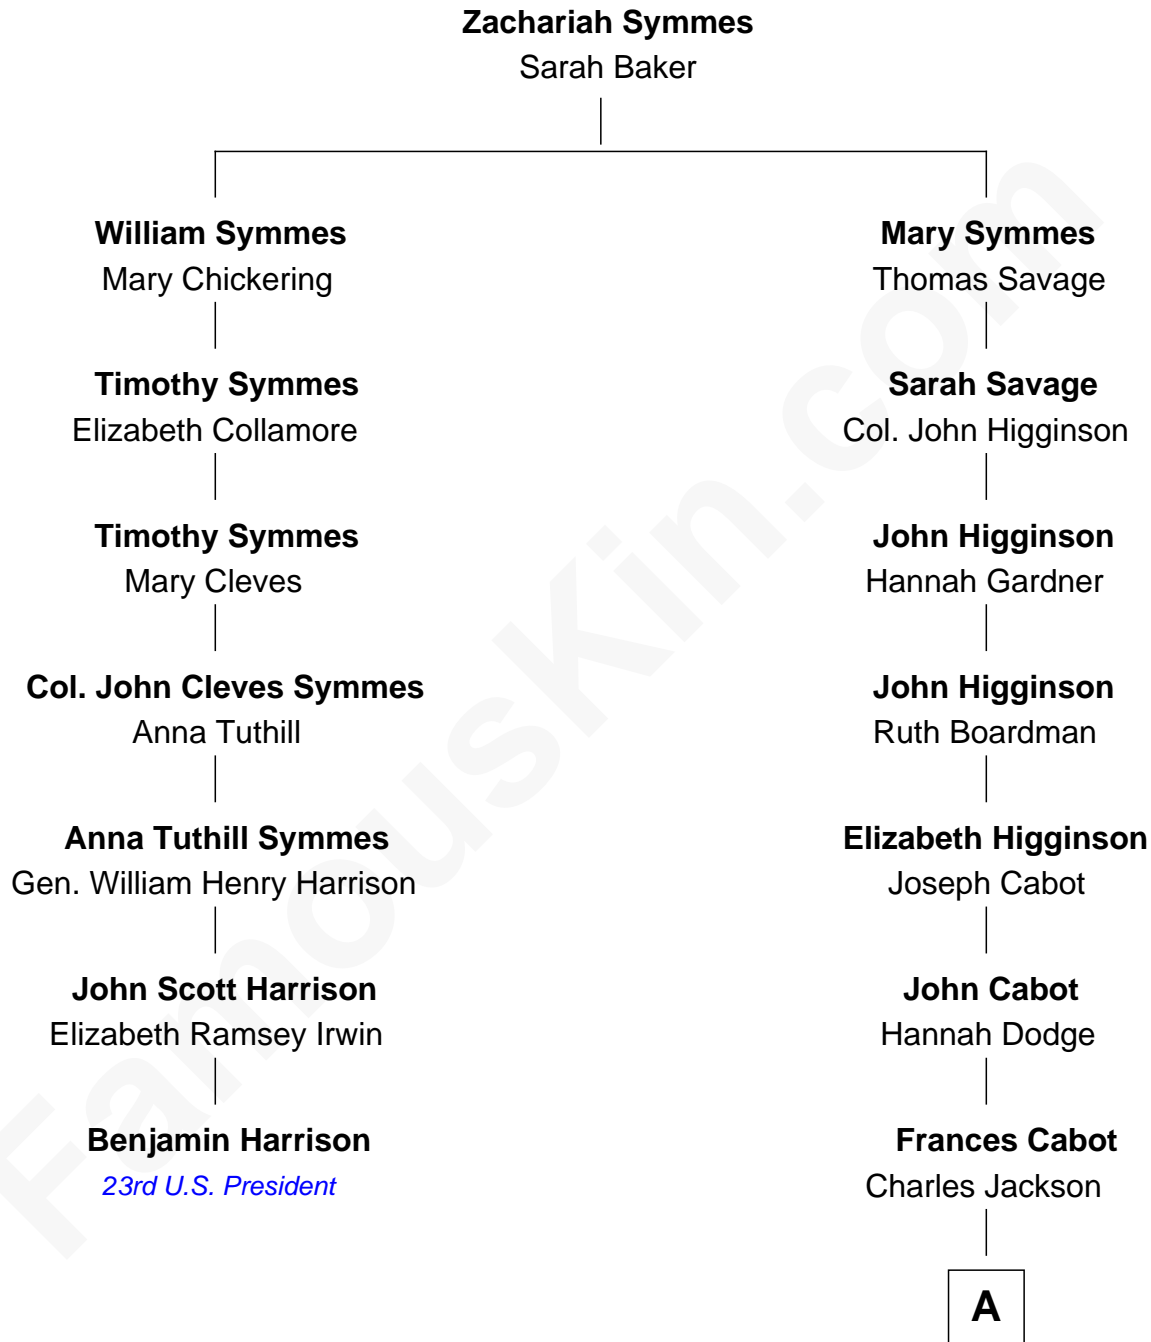 Zachariah Symmes
Sarah Baker
William Symmes
Mary Chickering
Timothy Symmes
Elizabeth Collamore
Timothy Symmes
Mary Cleves
Col. John Cleves Symmes
Anna Tuthill
Anna Tuthill Symmes
Gen. William Henry Harrison
John Scott Harrison
Elizabeth Ramsey Irwin
Benjamin Harrison
23rd U.S. President
Mary Symmes
Thomas Savage
Sarah Savage
Col. John Higginson
John Higginson
Hannah Gardner
John Higginson
Ruth Boardman
Elizabeth Higginson
Joseph Cabot
John Cabot
Hannah Dodge
Frances Cabot
Charles Jackson
A
FamousKin.com